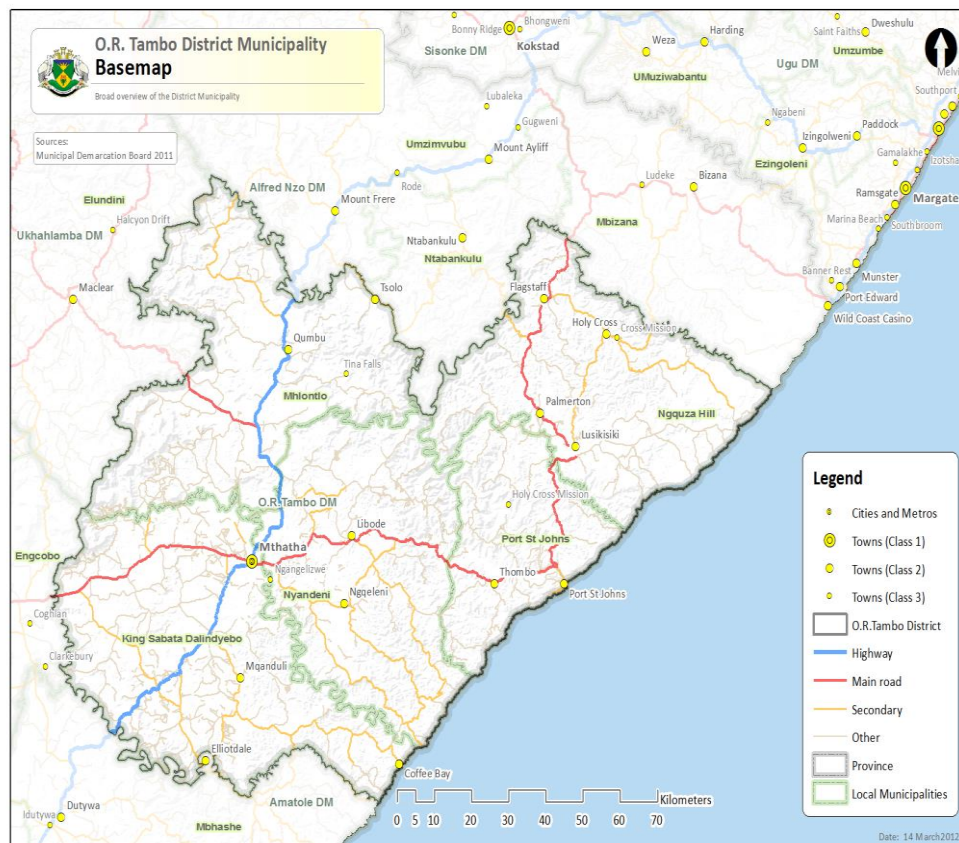 O.R. Tambo District Municipality
Basemap
Broad overview of the District Municipality
Sources:
Municipal Demarcation Board 2011
Bonny Ridge
Bhongweni
Kokstad
Sisonke DM
Weza
Harding
UMuziwabantu
Ugu DM
Saint Faiths
Dweshulu
Umzumbe
Melvi
Southport
Lubaleka
Gugweni
Umzimvubu
Mount Ayliff
Ngabeni
Izingolweni
Paddock
Ezingoleni
Gamalakhe
Izotsha
Ramsgate
Margate
Marina Beach
Southbroom
Elundini
Alfred Nzo DM
Rode
Mount Frere
Ludeke
Bizana
Mbizana
Halcyon Drift
Ukhahlamba DM
Ntabankulu
Ntabankulu
Banner Rest
Munster
Port Edward
Wild Coast Casino
Maclear
Tsolo
Flagstaff
Holy Cross
Cross Mission
Qumbu
Tina Falls
Mhlontlo
Palmerton
Ngquza Hill
Lusikisiki
O.R.Tambo DM
Holy Cross Mission
Libode
Port St Johns
Engcobo
Mthatha
Ngangelizwe
Thombo
Port St Johns
Nyandeni
Ngqeleni
Coghlan
King Sabata Dalindyebo
Clarkebury
Mqanduli
Elliotdale
Coffee Bay
Amatole DM
Dutywa
Idutywa
Mbhashe
Kilometers
0 5 10 20 30 40 50 60 70
Legend
Cities and Metros
Towns (Class 1)
Towns (Class 2)
Towns (Class 3)
O.R.Tambo District
Highway
Main road
Secondary
Other
Province
Local Municipalities
Date: 14 March2012